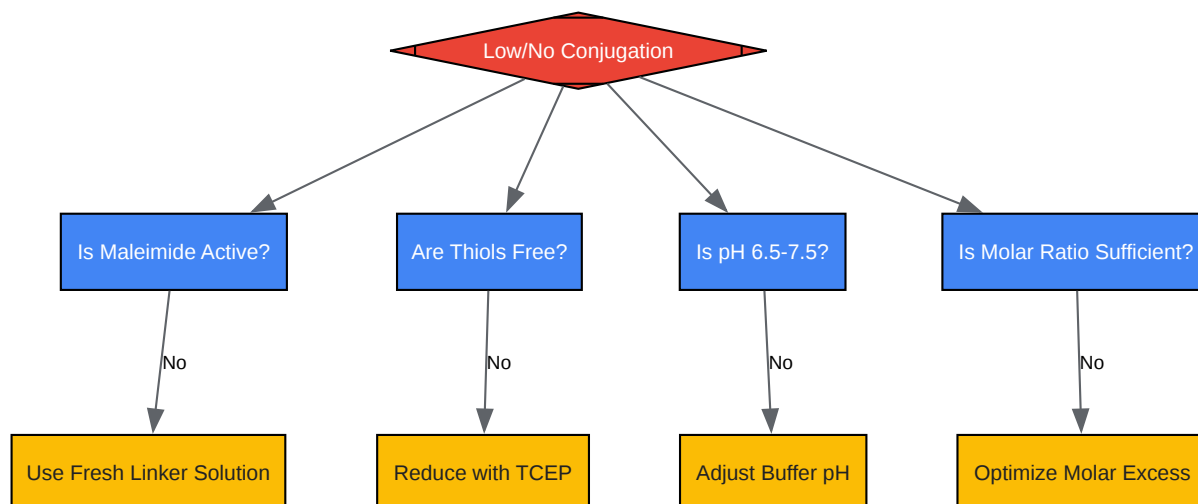 Low/No Conjugation
Is Maleimide Active?
Are Thiols Free?
Is pH 6.5-7.5?
Is Molar Ratio Sufficient?
No
No
No
No
Use Fresh Linker Solution
Reduce with TCEP
Adjust Buffer pH
Optimize Molar Excess